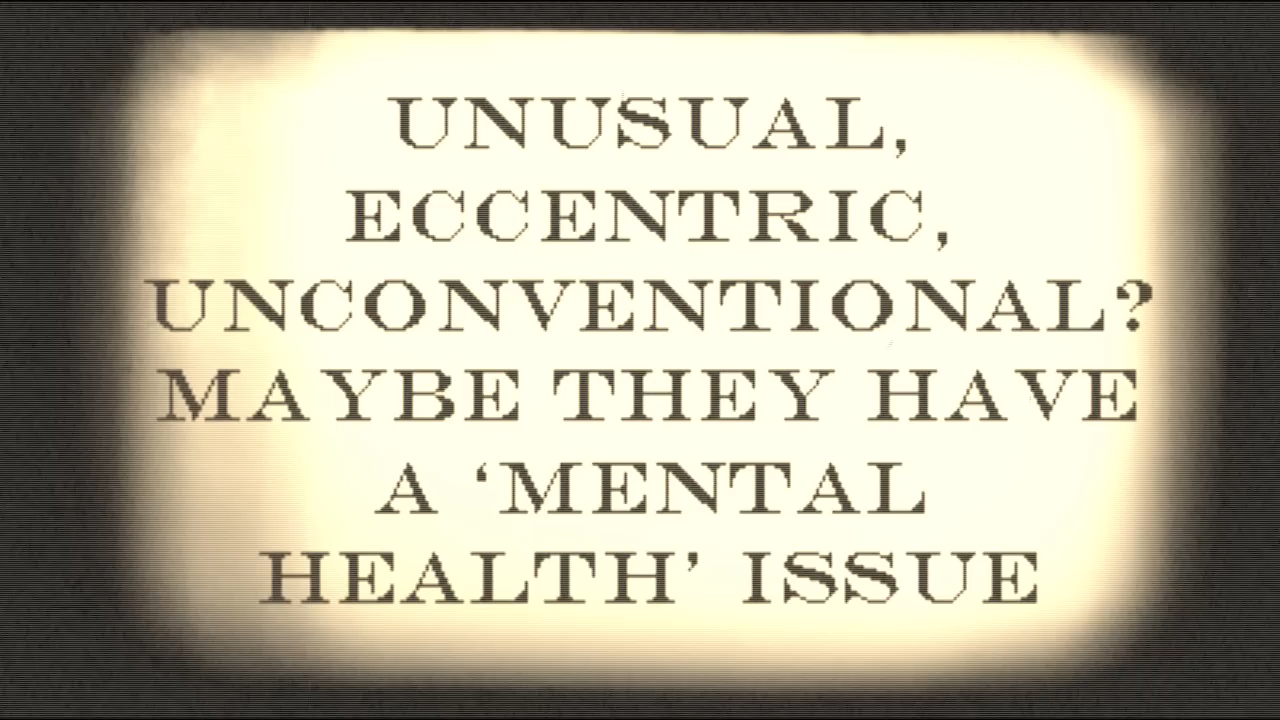 UNUSUAL,
ECCENTRIC,
UNCONVENTIONAL?
MAYBE THEY HAVE
A ‘MENTAL
HEALTH’ ISSUE